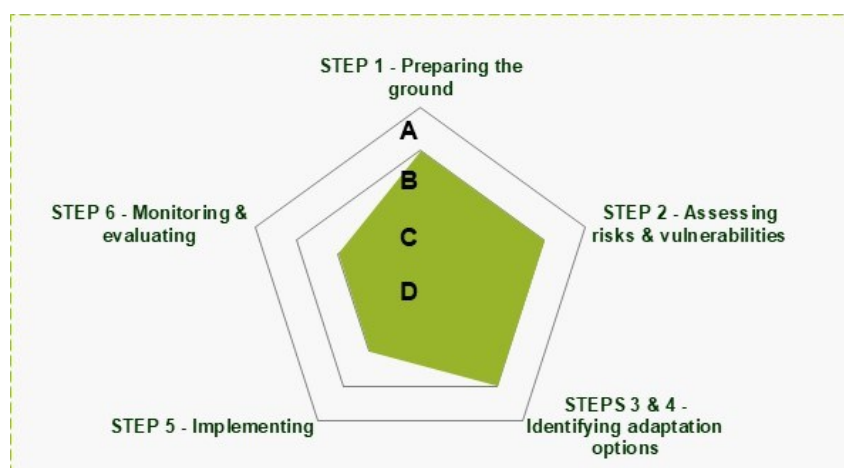 STEP 1 - Preparing the
ground
A
B
STEP 6 - Monitoring &
evaluating
STEP 2 - Assessing
risks & vulnerabilities
C
D
STEPS 3 & 4 -
Identifying adaptation
options
STEP 5 - Implementing